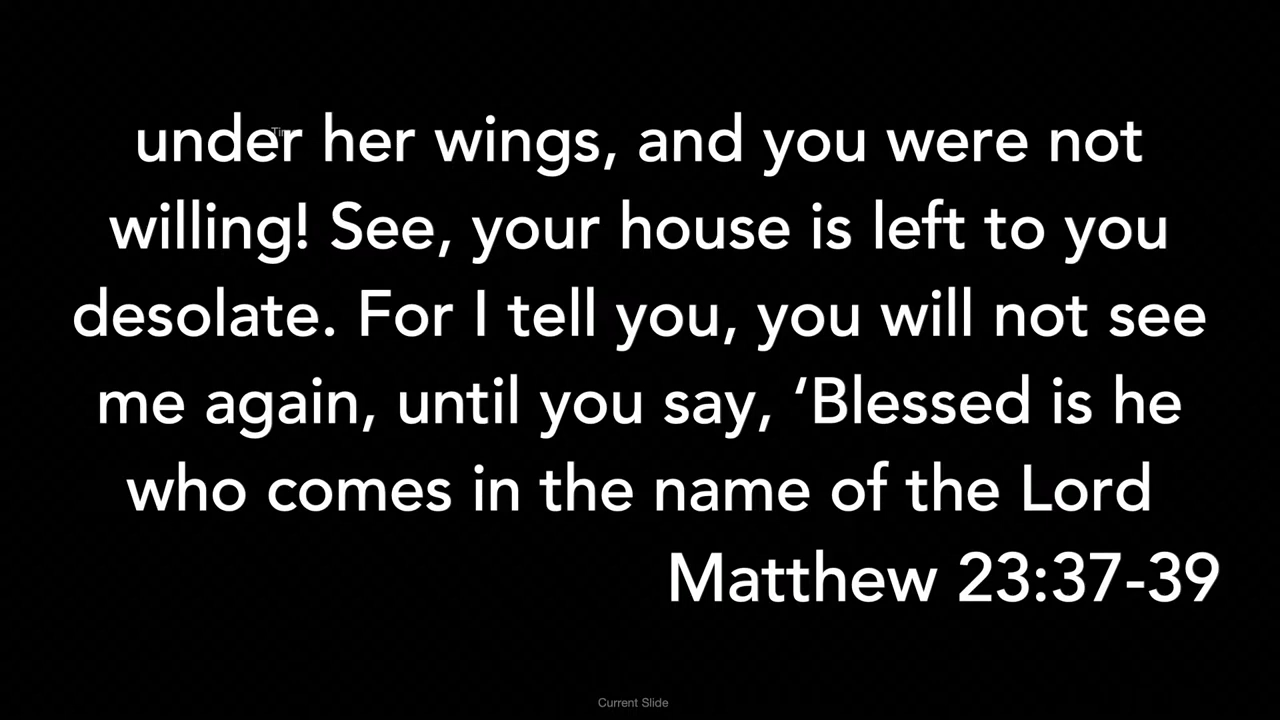 under her wings, and you were not
willing! See, your house is left to you
desolate. For I tell you, you will not see
me again, until you say, ‘Blessed is he
who comes in the name of the Lord
Matthew 23:37-39
Current Slide